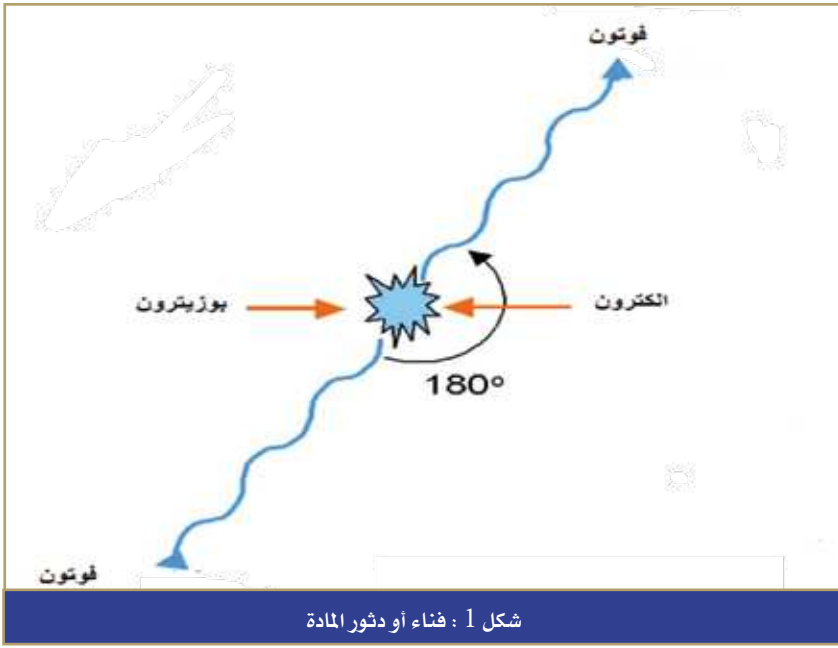 فوتون
بوزيترون
الكترون
180°
فوتون
شكل 1 : فناء أو دثور المادة